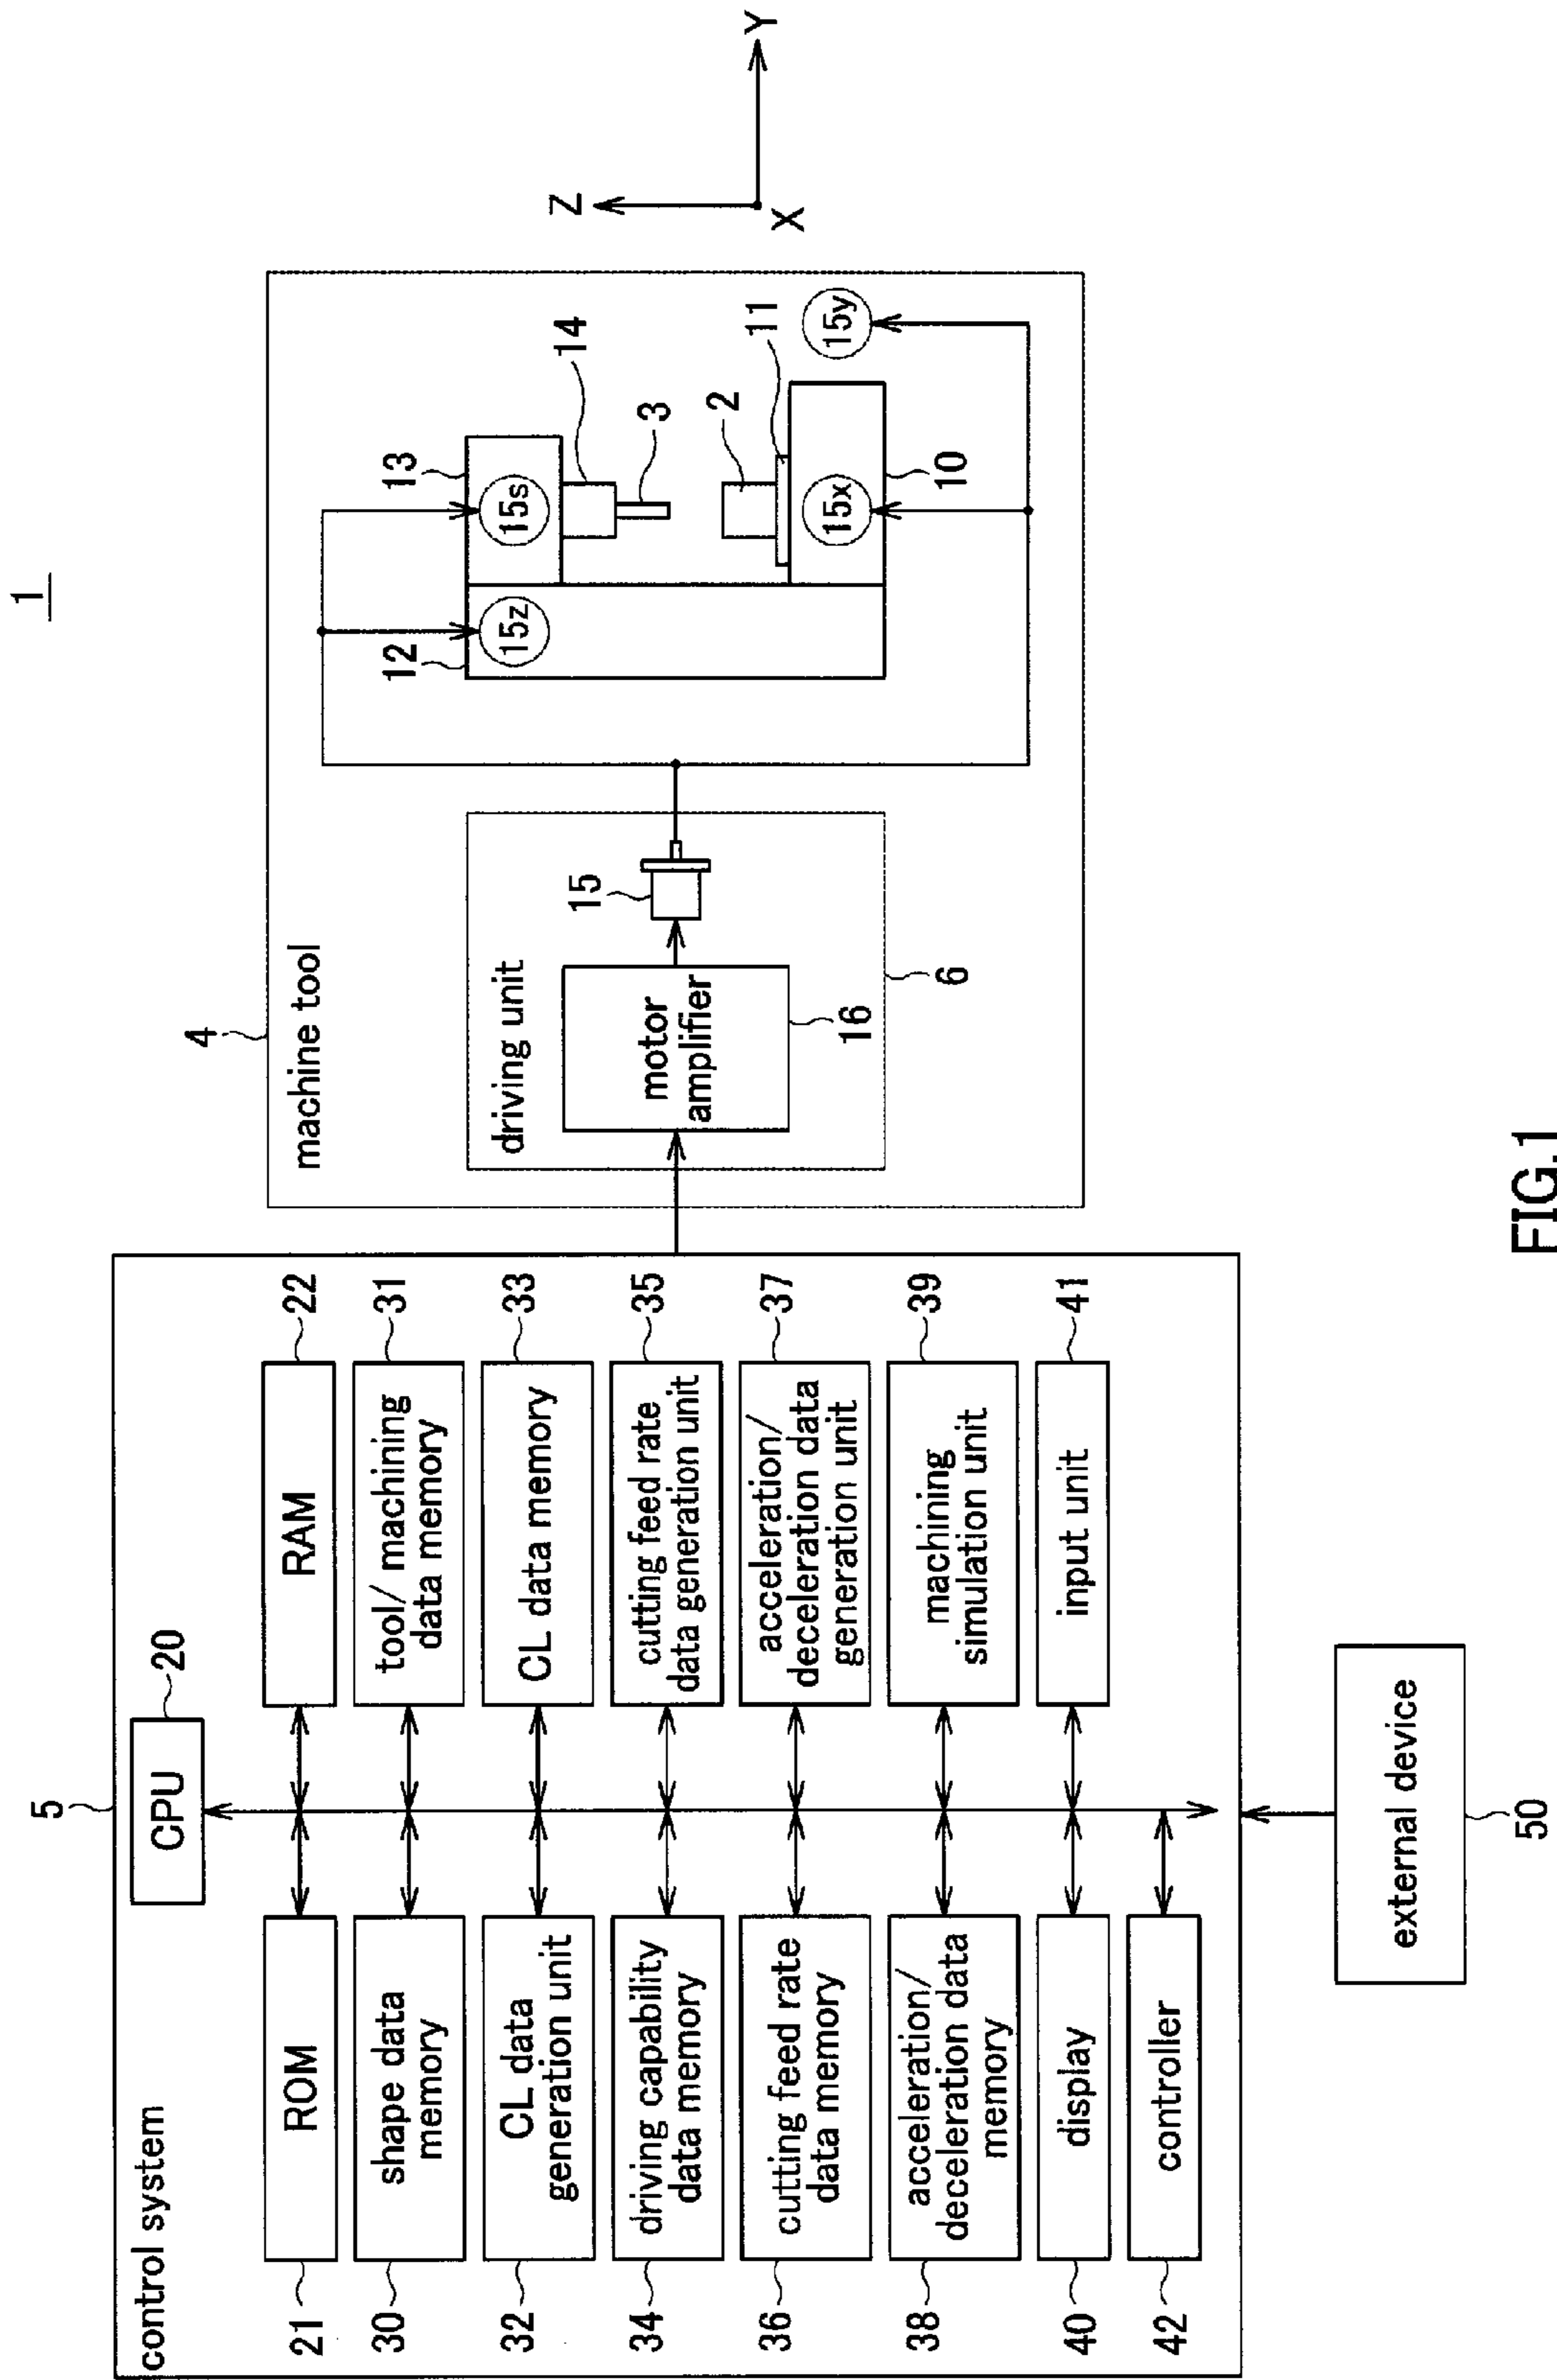 1
control system
5
CPU
20
ROM
21
RAM
22
shape data
memory
30
tool/ machining
data memory
31
CL data
generation unit
32
CL data memory
33
driving capability
data memory
34
cutting feed rate
data generation unit
35
cutting feed rate
data memory
36
acceleration/
deceleration data
generation unit
37
acceleration/
deceleration data
memory
38
machining
simulation unit
39
display
40
input unit
41
controller
42
external device
50
4
machine tool
driving unit
motor
amplifier
16
6
15
12
13
15z
15s
14
3
2
11
15x
15y
10
Z
Y
X
FIG.1